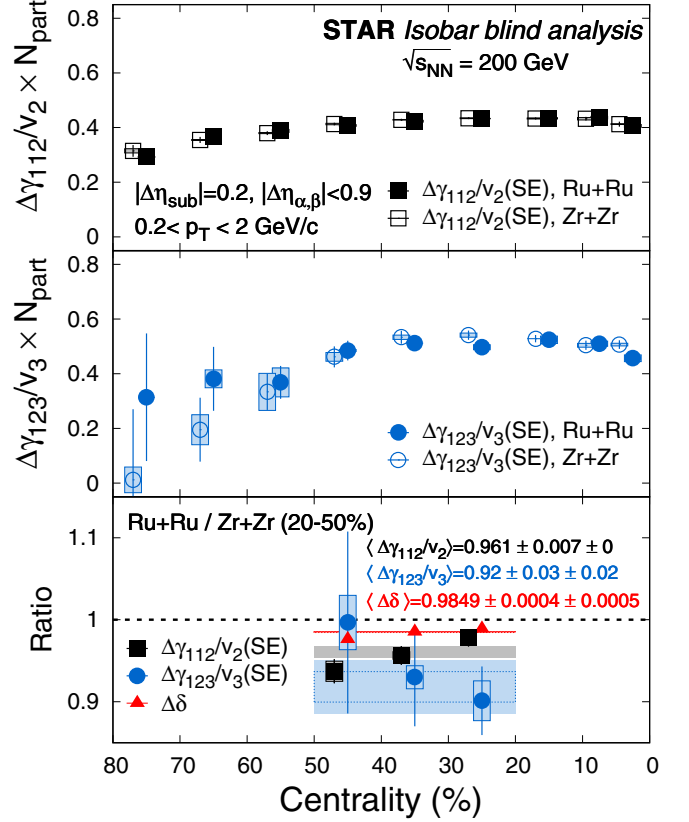 STAR Isobar blind analysis
√sNN = 200 GeV
Δγ112/v2 × Npart
0.8
0.6
0.4
0.2
0
|Δηsub|=0.2, |Δηα,β|<0.9
0.2< pT < 2 GeV/c
Δγ112/v2(SE), Ru+Ru
Δγ112/v2(SE), Zr+Zr
Δγ123/v3 × Npart
0.8
0.6
0.4
0.2
0
Δγ123/v3(SE), Ru+Ru
Δγ123/v3(SE), Zr+Zr
Ratio
1.1
1
0.9
Ru+Ru / Zr+Zr (20-50%)
⟨ Δγ112/v2⟩=0.961 ± 0.007 ± 0
⟨ Δγ123/v3⟩=0.92 ± 0.03 ± 0.02
⟨ Δδ ⟩=0.9849 ± 0.0004 ± 0.0005
Δγ112/v2(SE)
Δγ123/v3(SE)
Δδ
80 70 60 50 40 30 20 10 0
Centrality (%)